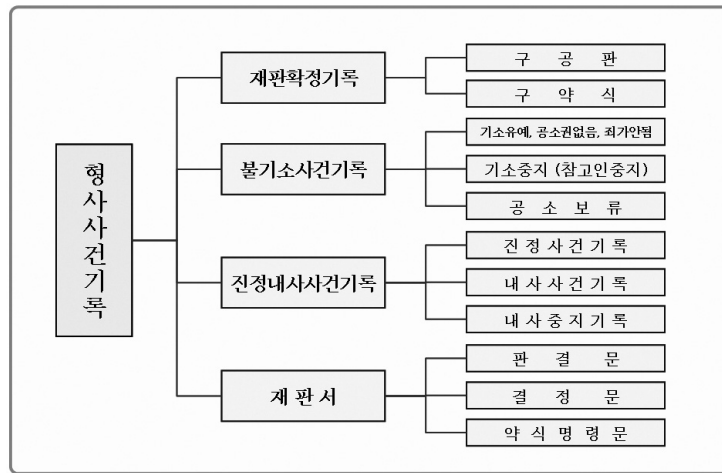 형사사건기록
재판확정기록
구 공 판
구 약 식
불기소사건기록
기소유예, 공소권없음, 죄가안됨
기소중지 (참고인중지)
공 소 보 류
진정내사사건기록
진 정 사 건 기 록
내 사 사 건 기 록
내 사 중 지 기 록
재 판 서
판 결 문
결 정 문
약 식 명 령 문